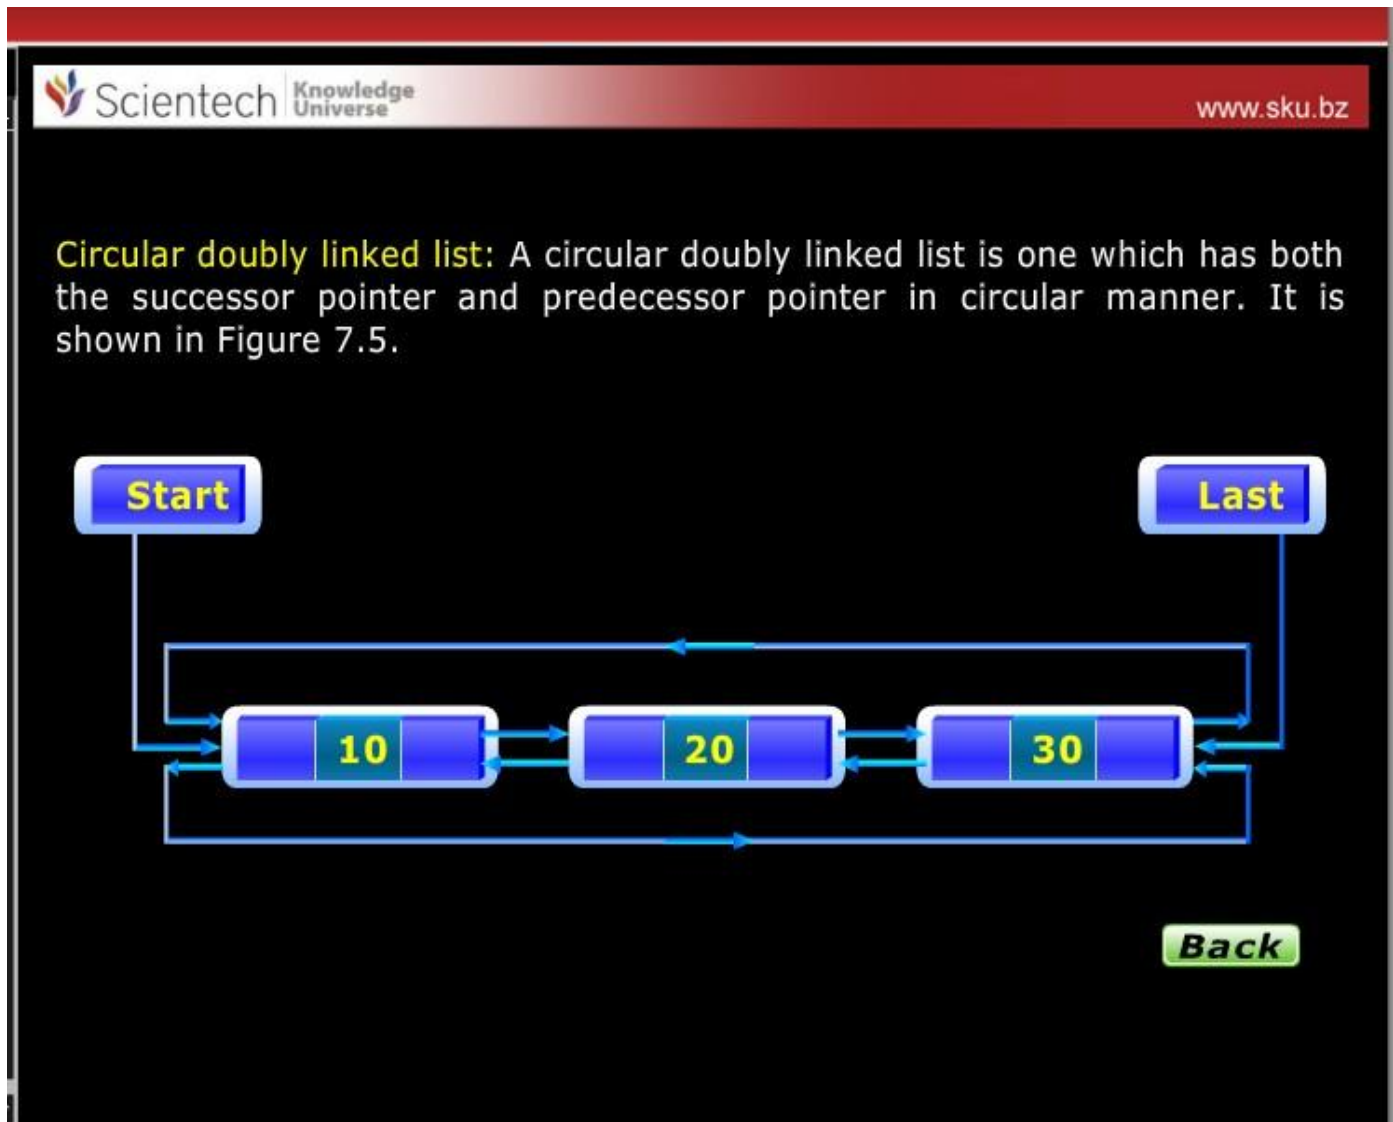 Scientech Knowledge Universe
www.sku.bz
Circular doubly linked list: A circular doubly linked list is one which has both
the successor pointer and predecessor pointer in circular manner. It is
shown in Figure 7.5.
Start
Last
10
20
30
Back